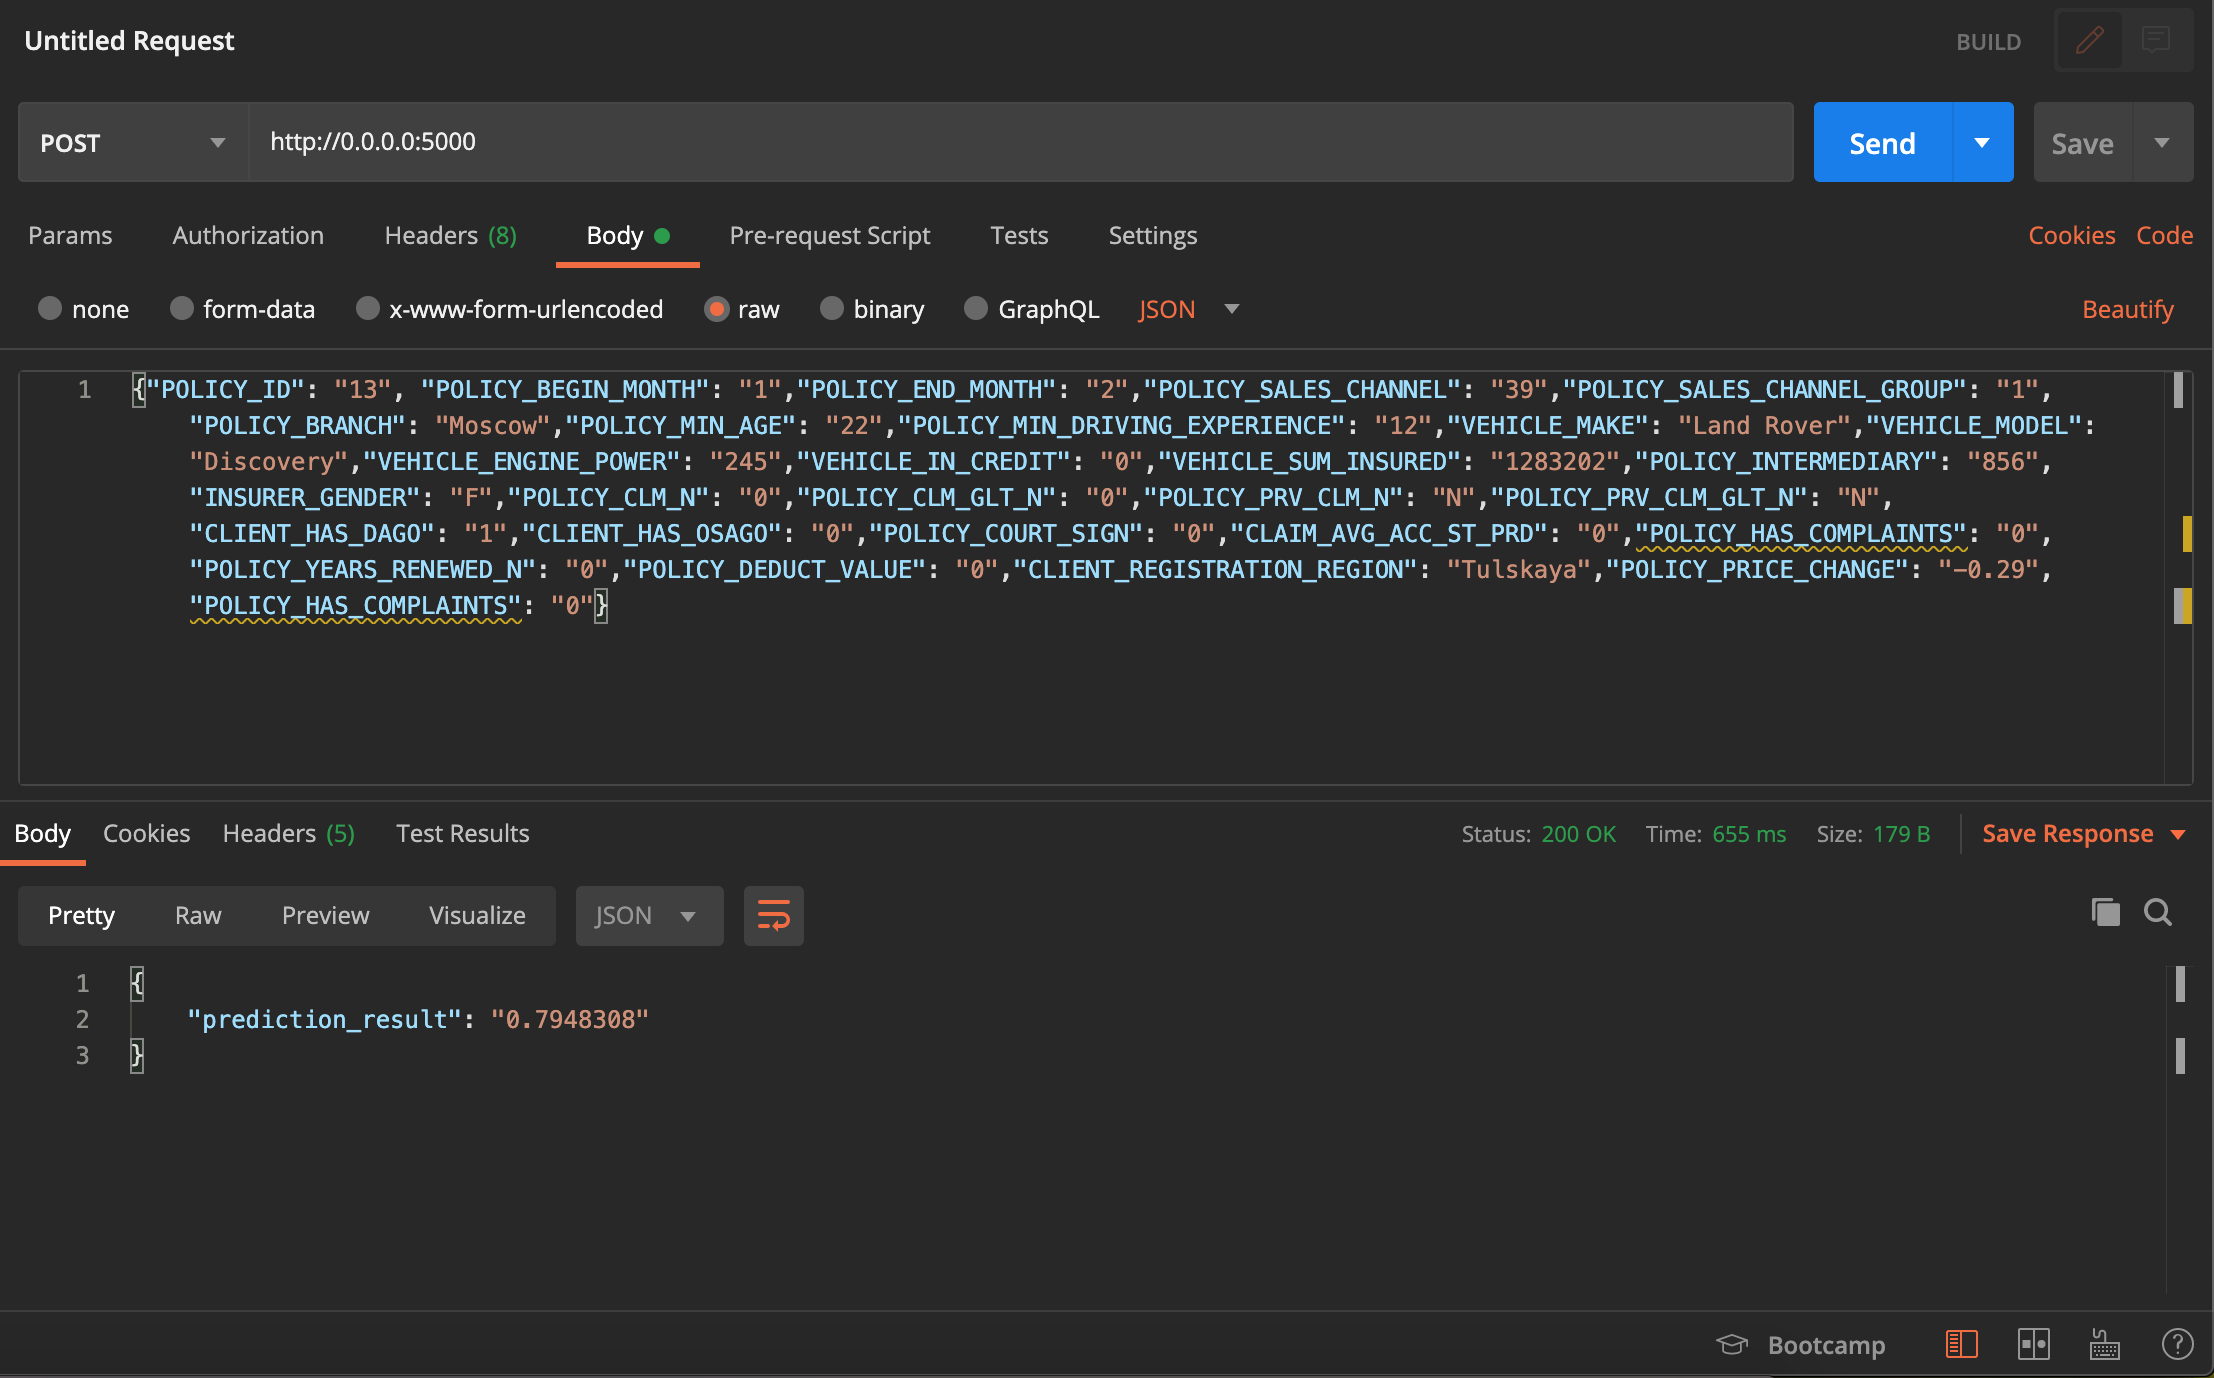 Untitled Request
BUILD
POST
http://0.0.0.0:5000
Send
Save
Params
Authorization
Headers (8)
Body
Pre-request Script
Tests
Settings
Cookies
Code
none
form-data
x-www-form-urlencoded
raw
binary
GraphQL
JSON
Beautify
1 {"POLICY_ID": "13", "POLICY_BEGIN_MONTH": "1","POLICY_END_MONTH": "2","POLICY_SALES_CHANNEL": "39","POLICY_SALES_CHANNEL_GROUP": "1",
"POLICY_BRANCH": "Moscow","POLICY_MIN_AGE": "22","POLICY_MIN_DRIVING_EXPERIENCE": "12","VEHICLE_MAKE": "Land Rover","VEHICLE_MODEL":
"Discovery","VEHICLE_ENGINE_POWER": "245","VEHICLE_IN_CREDIT": "0","VEHICLE_SUM_INSURED": "1283202","POLICY_INTERMEDIARY": "856",
"INSURER_GENDER": "F","POLICY_CLM_N": "0","POLICY_CLM_GLT_N": "0","POLICY_PRV_CLM_N": "N","POLICY_PRV_CLM_GLT_N": "N",
"CLIENT_HAS_DAGO": "1","CLIENT_HAS_OSAGO": "0","POLICY_COURT_SIGN": "0","CLAIM_AVG_ACC_ST_PRD": "0","POLICY_HAS_COMPLAINTS": "0",
"POLICY_YEARS_RENEWED_N": "0","POLICY_DEDUCT_VALUE": "0","CLIENT_REGISTRATION_REGION": "Tulskaya","POLICY_PRICE_CHANGE": "-0.29",
"POLICY_HAS_COMPLAINTS": "0"}
Body
Cookies
Headers (5)
Test Results
Status: 200 OK
Time: 655 ms
Size: 179 B
Save Response
Pretty
Raw
Preview
Visualize
JSON
1 {
2 "prediction_result": "0.7948308"
3 }
Bootcamp
?